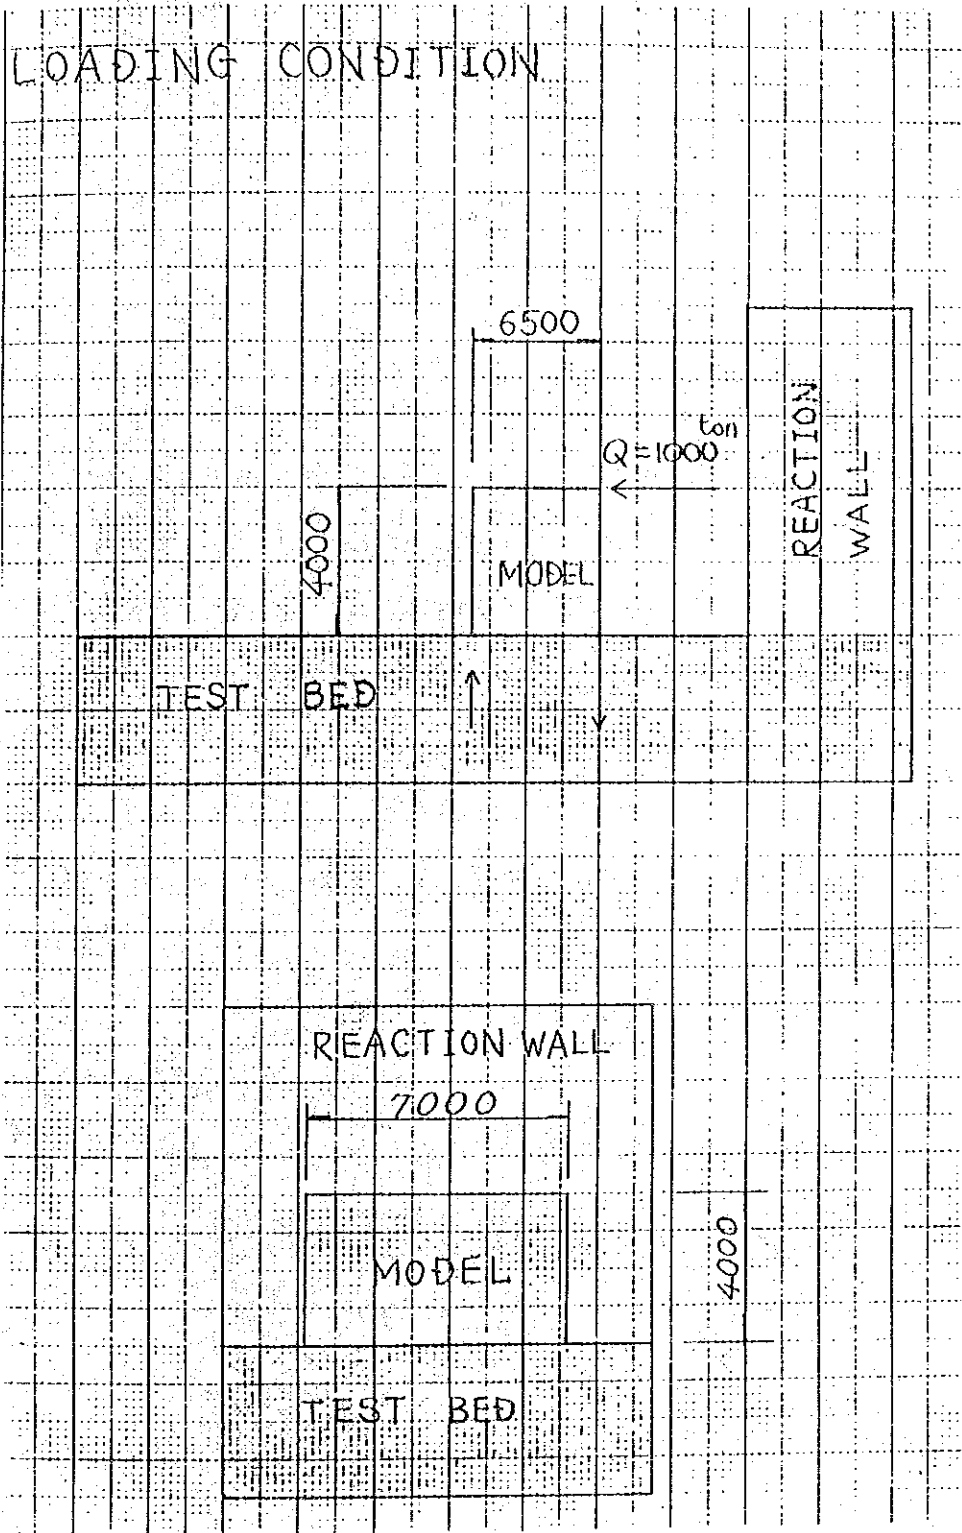 LOADING CONDITION
6500
Q=1000 ton
REACTION
WALL
4000
MODEL
TEST BED
REACTION WALL
7000
MODEL
4000
TEST BED